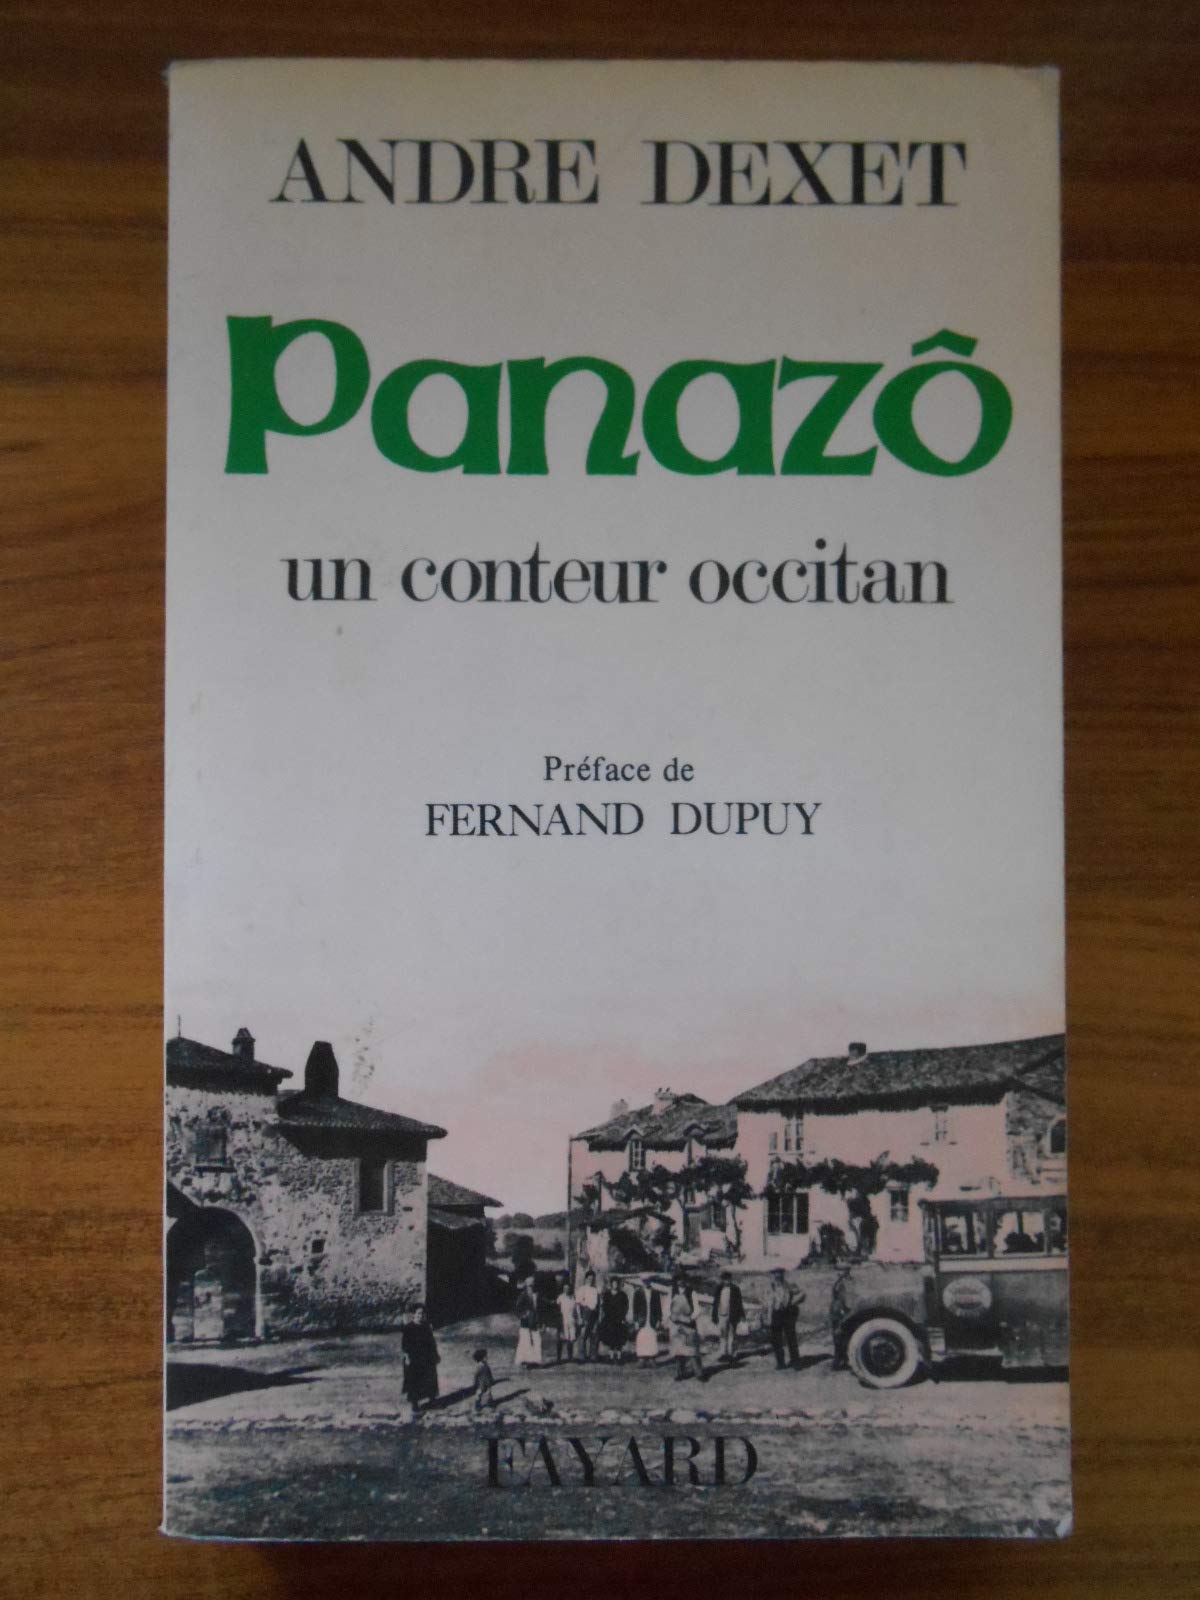 ANDRE DEXET
Panazô
un conteur occitan
Préface de
FERNAND DUPUY
FAYARD